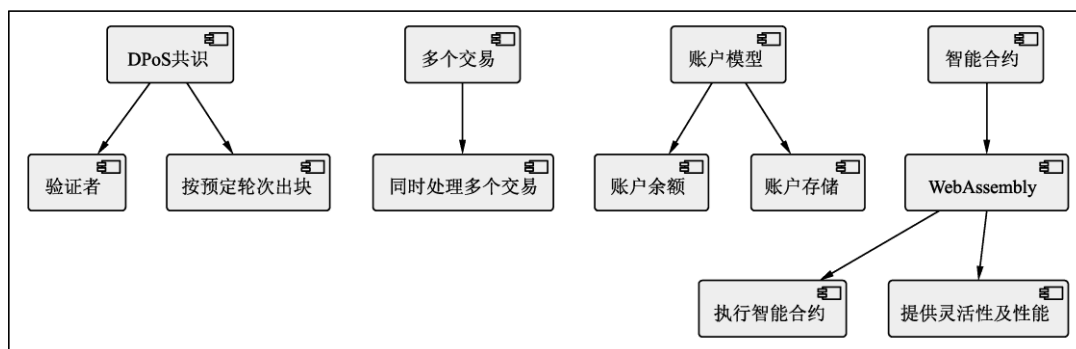 DPoS共识
多个交易
账户模型
智能合约
验证者
按预定轮次出块
同时处理多个交易
账户余额
账户存储
WebAssembly
执行智能合约
提供灵活性及性能